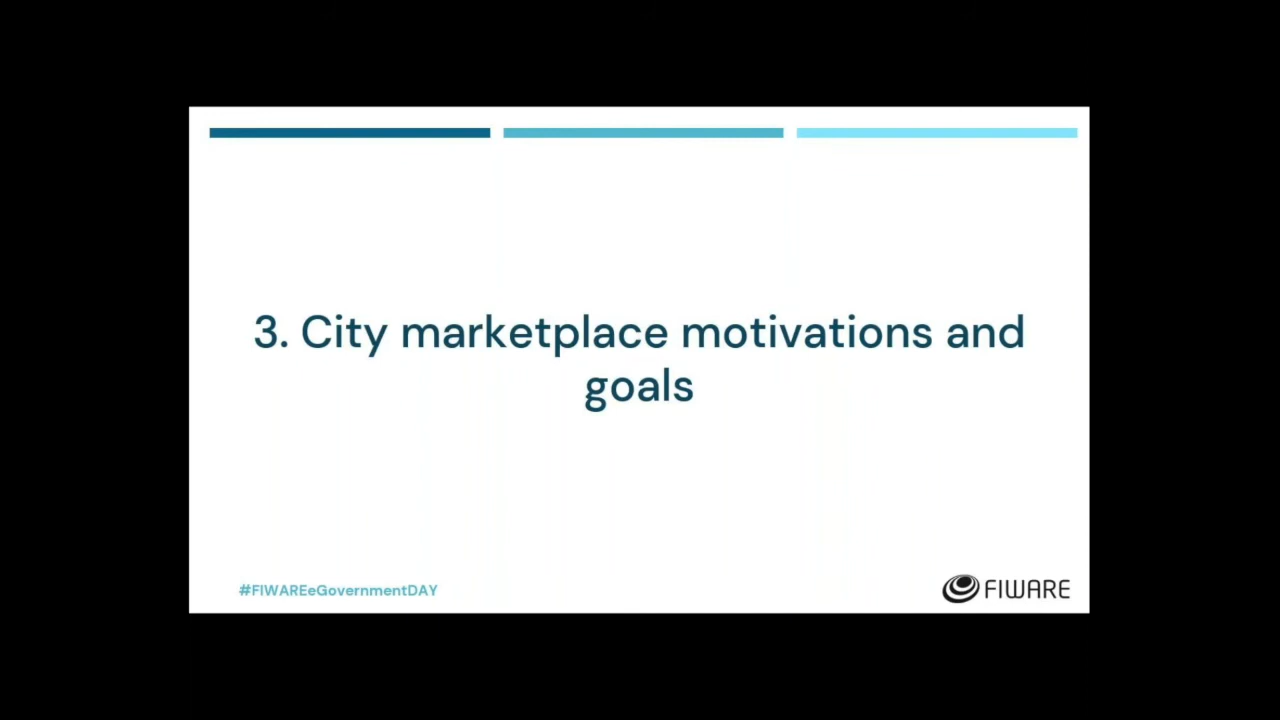 3. City marketplace motivations and
goals
#FIWAREeGovernmentDAY
FIWARE